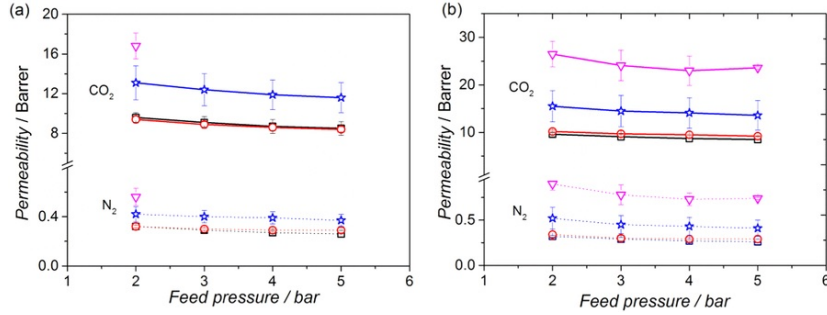 (a)
20
16
12
8
0.4
0.0
1
2
3
4
5
6
Permeability / Barrer
CO2
N2
Feed pressure / bar
(b)
30
20
10
0.5
0.0
1
2
3
4
5
6
Permeability / Barrer
CO2
N2
Feed pressure / bar